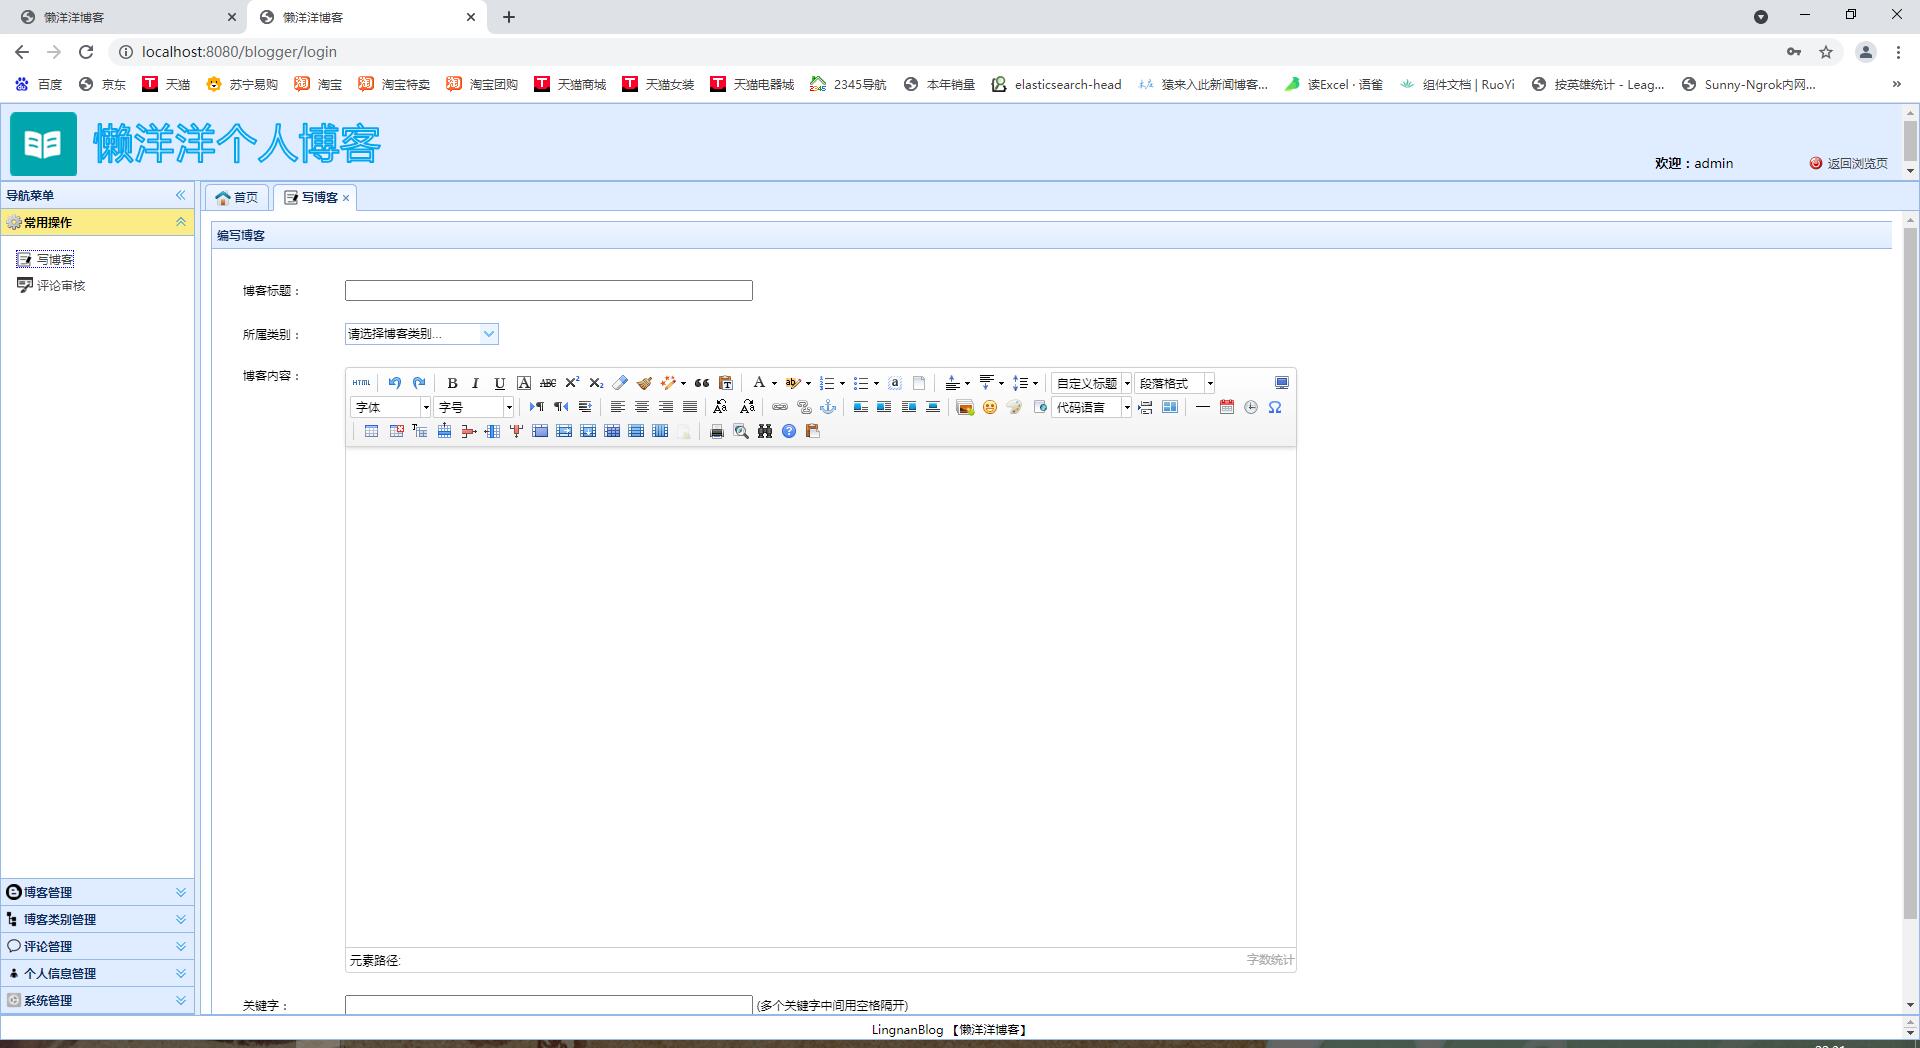 懒洋洋博客
懒洋洋博客
localhost:8080/blogger/login
百度 京东 天猫 苏宁易购 淘宝 淘宝特卖 淘宝团购 天猫商城 天猫女装 天猫电器城 2345导航 本年销量 elasticsearch-head 猿来入此新闻博客... 读Excel · 语雀 组件文档 | RuoYi 按英雄统计 - Leag... Sunny-Ngrok内网... »
懒洋洋个人博客
欢迎：admin 返回浏览页
导航菜单
常用操作
写博客
评论审核
首页 写博客
编写博客
博客标题：
所属类别： 请选择博客类别...
博客内容：
HTML B I U A ABC X² X₂ A 自定义标题 段落格式
字体 字号 代码语言 Ω
元素路径: 字数统计
关键字： (多个关键字中间用空格隔开)
博客管理
博客类别管理
评论管理
个人信息管理
系统管理
LingnanBlog 【懒洋洋博客】